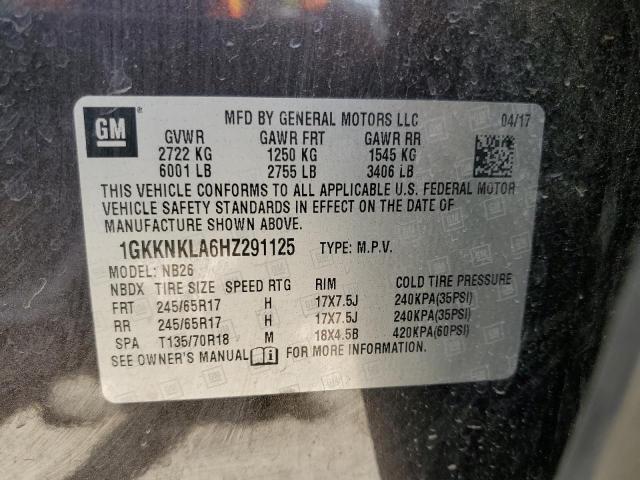 GM
MFD BY GENERAL MOTORS LLC 04/17
GVWR GAWR FRT GAWR RR
2722 KG 1250 KG 1545 KG
6001 LB 2755 LB 3406 LB
THIS VEHICLE CONFORMS TO ALL APPLICABLE U.S. FEDERAL MOTOR
VEHICLE SAFETY STANDARDS IN EFFECT ON THE DATE OF
MANUFACTURE SHOWN ABOVE.
1GKKNKLA6HZ291125 TYPE: M.P.V.
MODEL: NB26
NBDX TIRE SIZE SPEED RTG RIM COLD TIRE PRESSURE
FRT 245/65R17 H 17X7.5J 240KPA(35PSI)
RR 245/65R17 H 17X7.5J 240KPA(35PSI)
SPA T135/70R18 M 18X4.5B 420KPA(60PSI)
SEE OWNER'S MANUAL i FOR MORE INFORMATION.